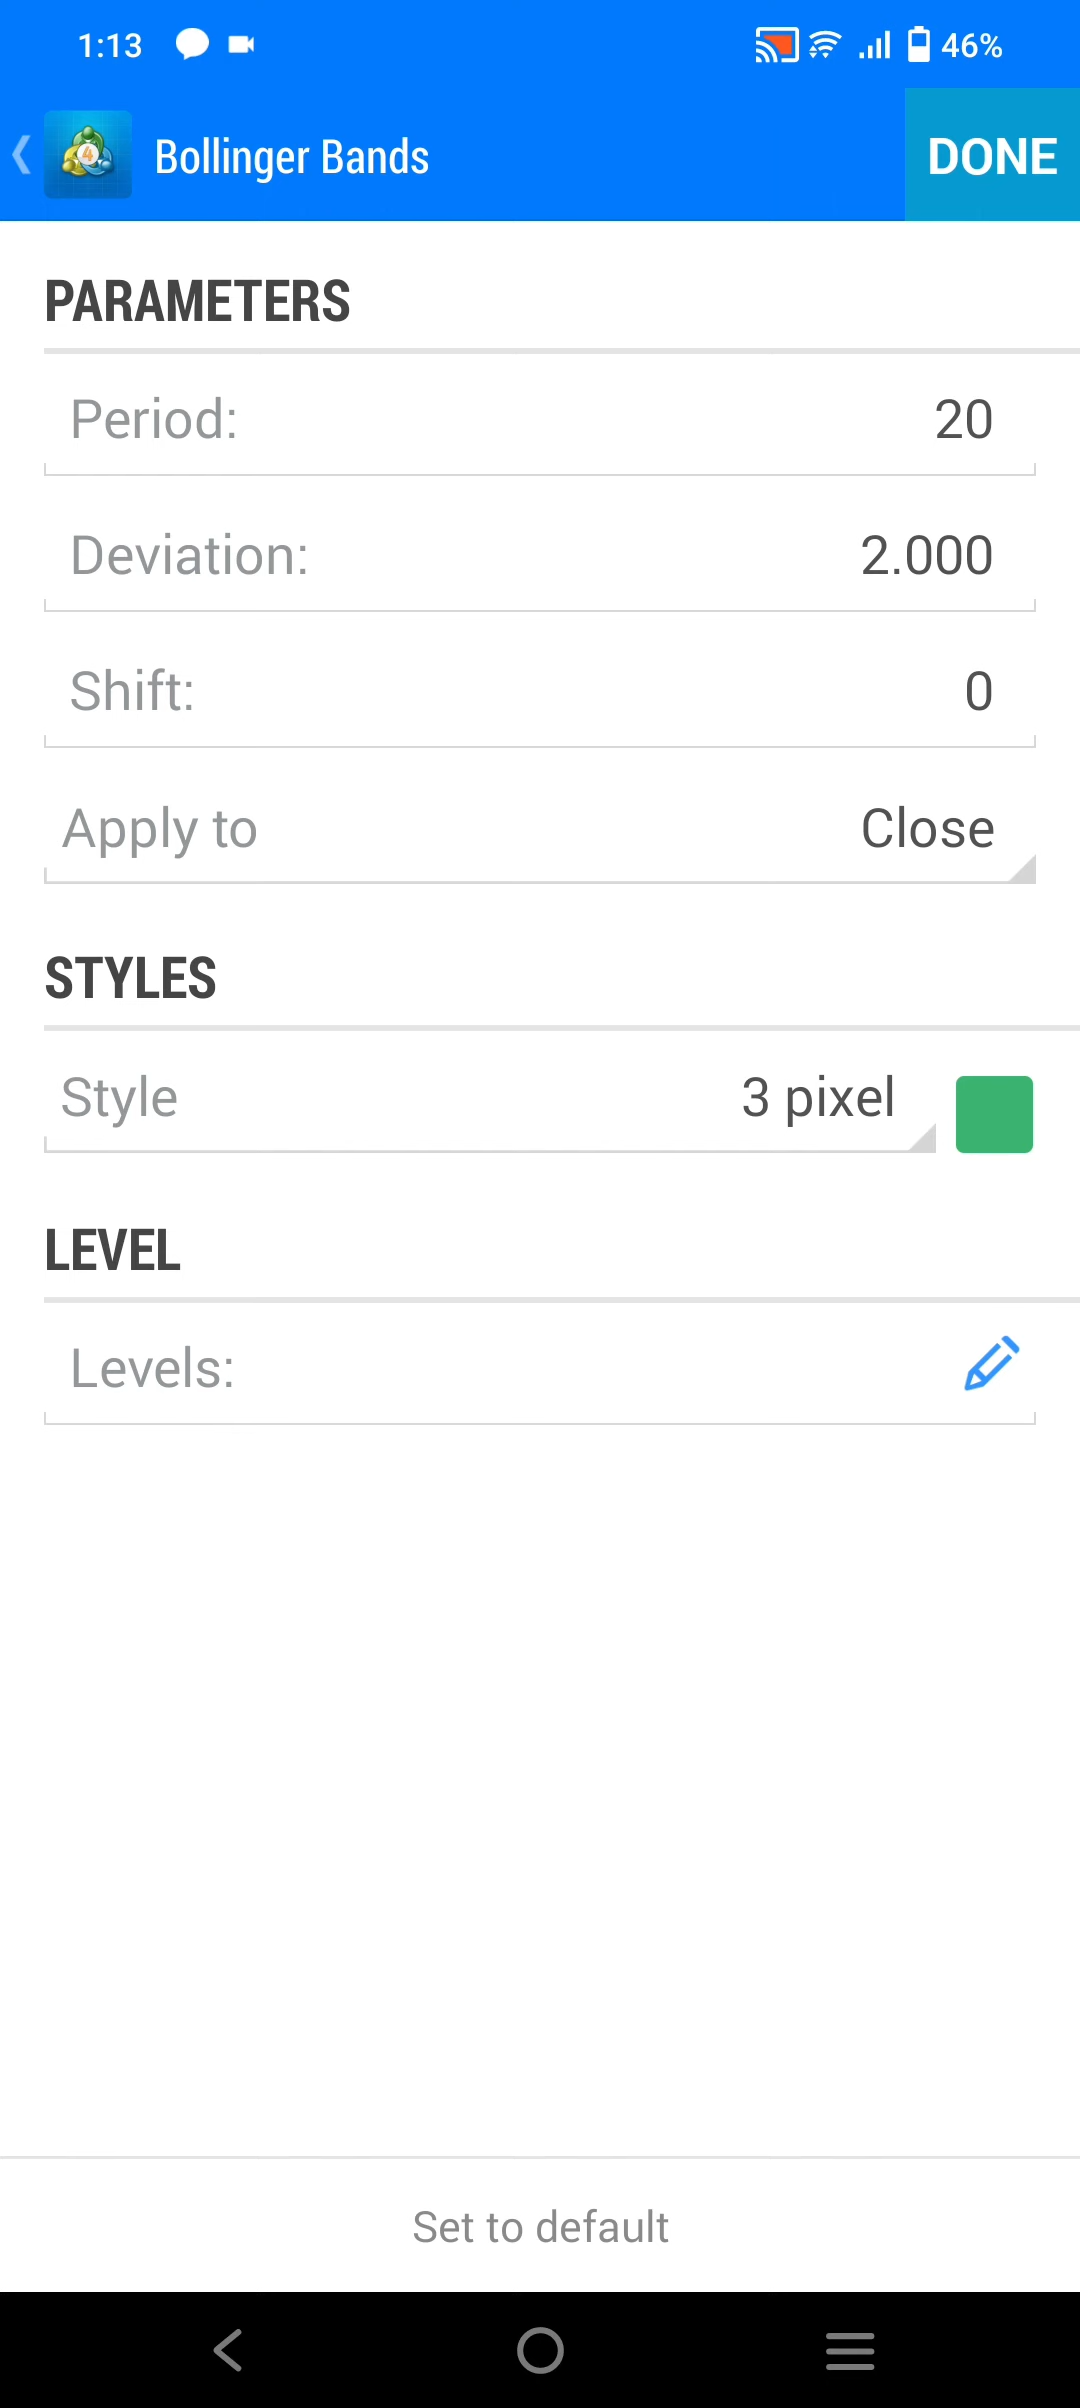 1:13
46%
Bollinger Bands
DONE
PARAMETERS
Period: 20
Deviation: 2.000
Shift: 0
Apply to Close
STYLES
Style 3 pixel
LEVEL
Levels:
Set to default